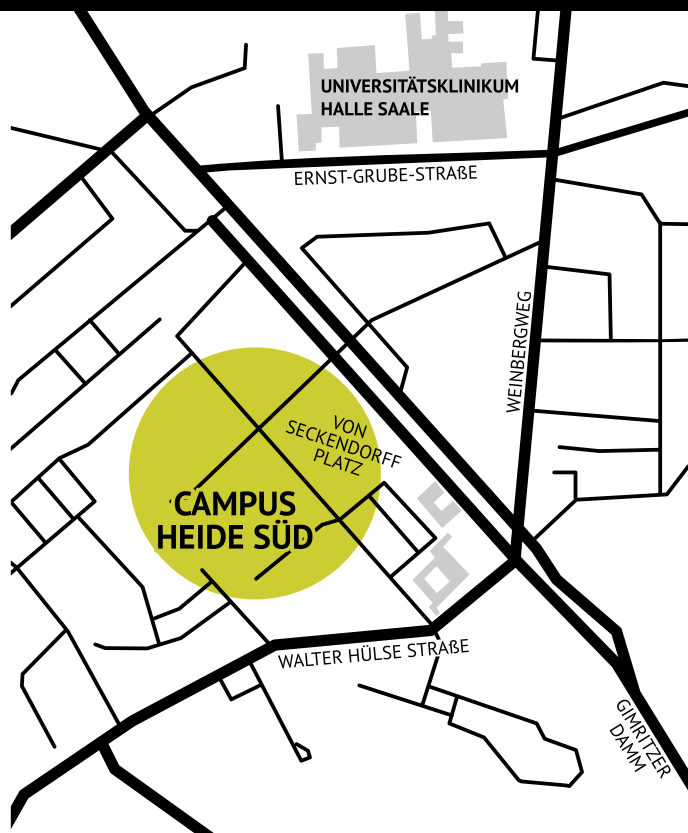 UNIVERSITÄTSKLINIKUM
HALLE SAALE
ERNST-GRUBE-STRAßE
WEINBERGWEG
VON
SECKENDORFF
PLATZ
CAMPUS
HEIDE SÜD
WALTER HÜLSE STRAßE
GIMRITZER
DAMM